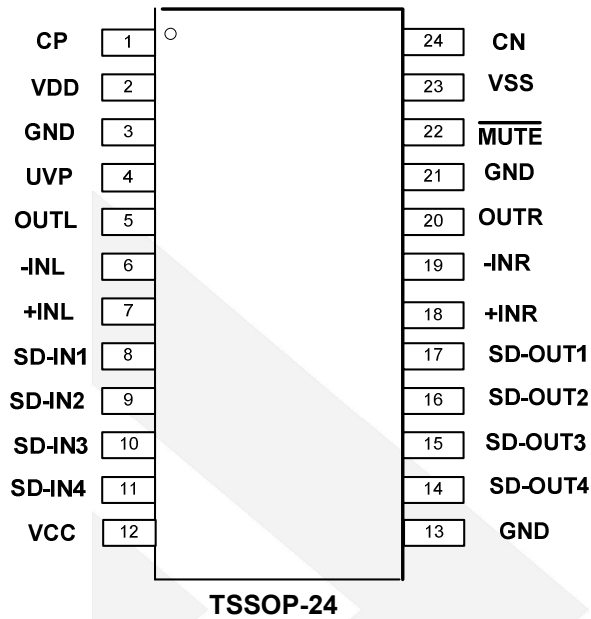 CP 1 24 CN
VDD 2 23 VSS
GND 3 22 MUTE
UVP 4 21 GND
OUTL 5 20 OUTR
-INL 6 19 -INR
+INL 7 18 +INR
SD-IN1 8 17 SD-OUT1
SD-IN2 9 16 SD-OUT2
SD-IN3 10 15 SD-OUT3
SD-IN4 11 14 SD-OUT4
VCC 12 13 GND
TSSOP-24